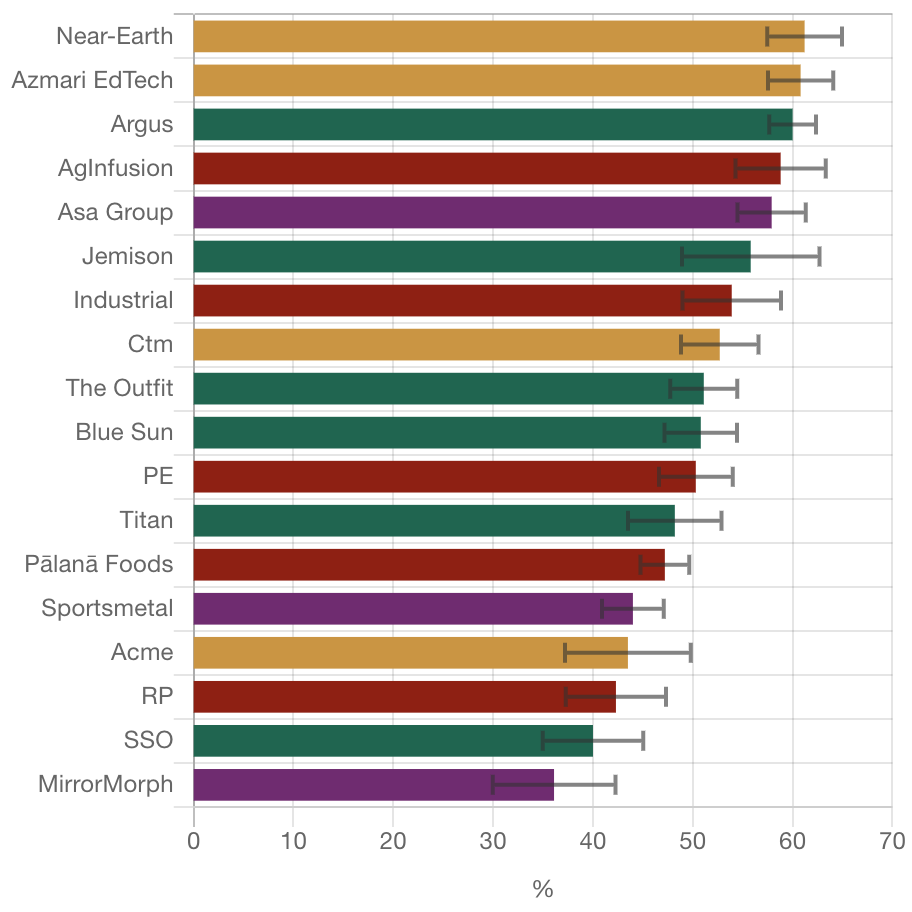 Near-Earth
Azmari EdTech
Argus
AgInfusion
Asa Group
Jemison
Industrial
Ctm
The Outfit
Blue Sun
PE
Titan
Pālanā Foods
Sportsmetal
Acme
RP
SSO
MirrorMorph
0 10 20 30 40 50 60 70
%